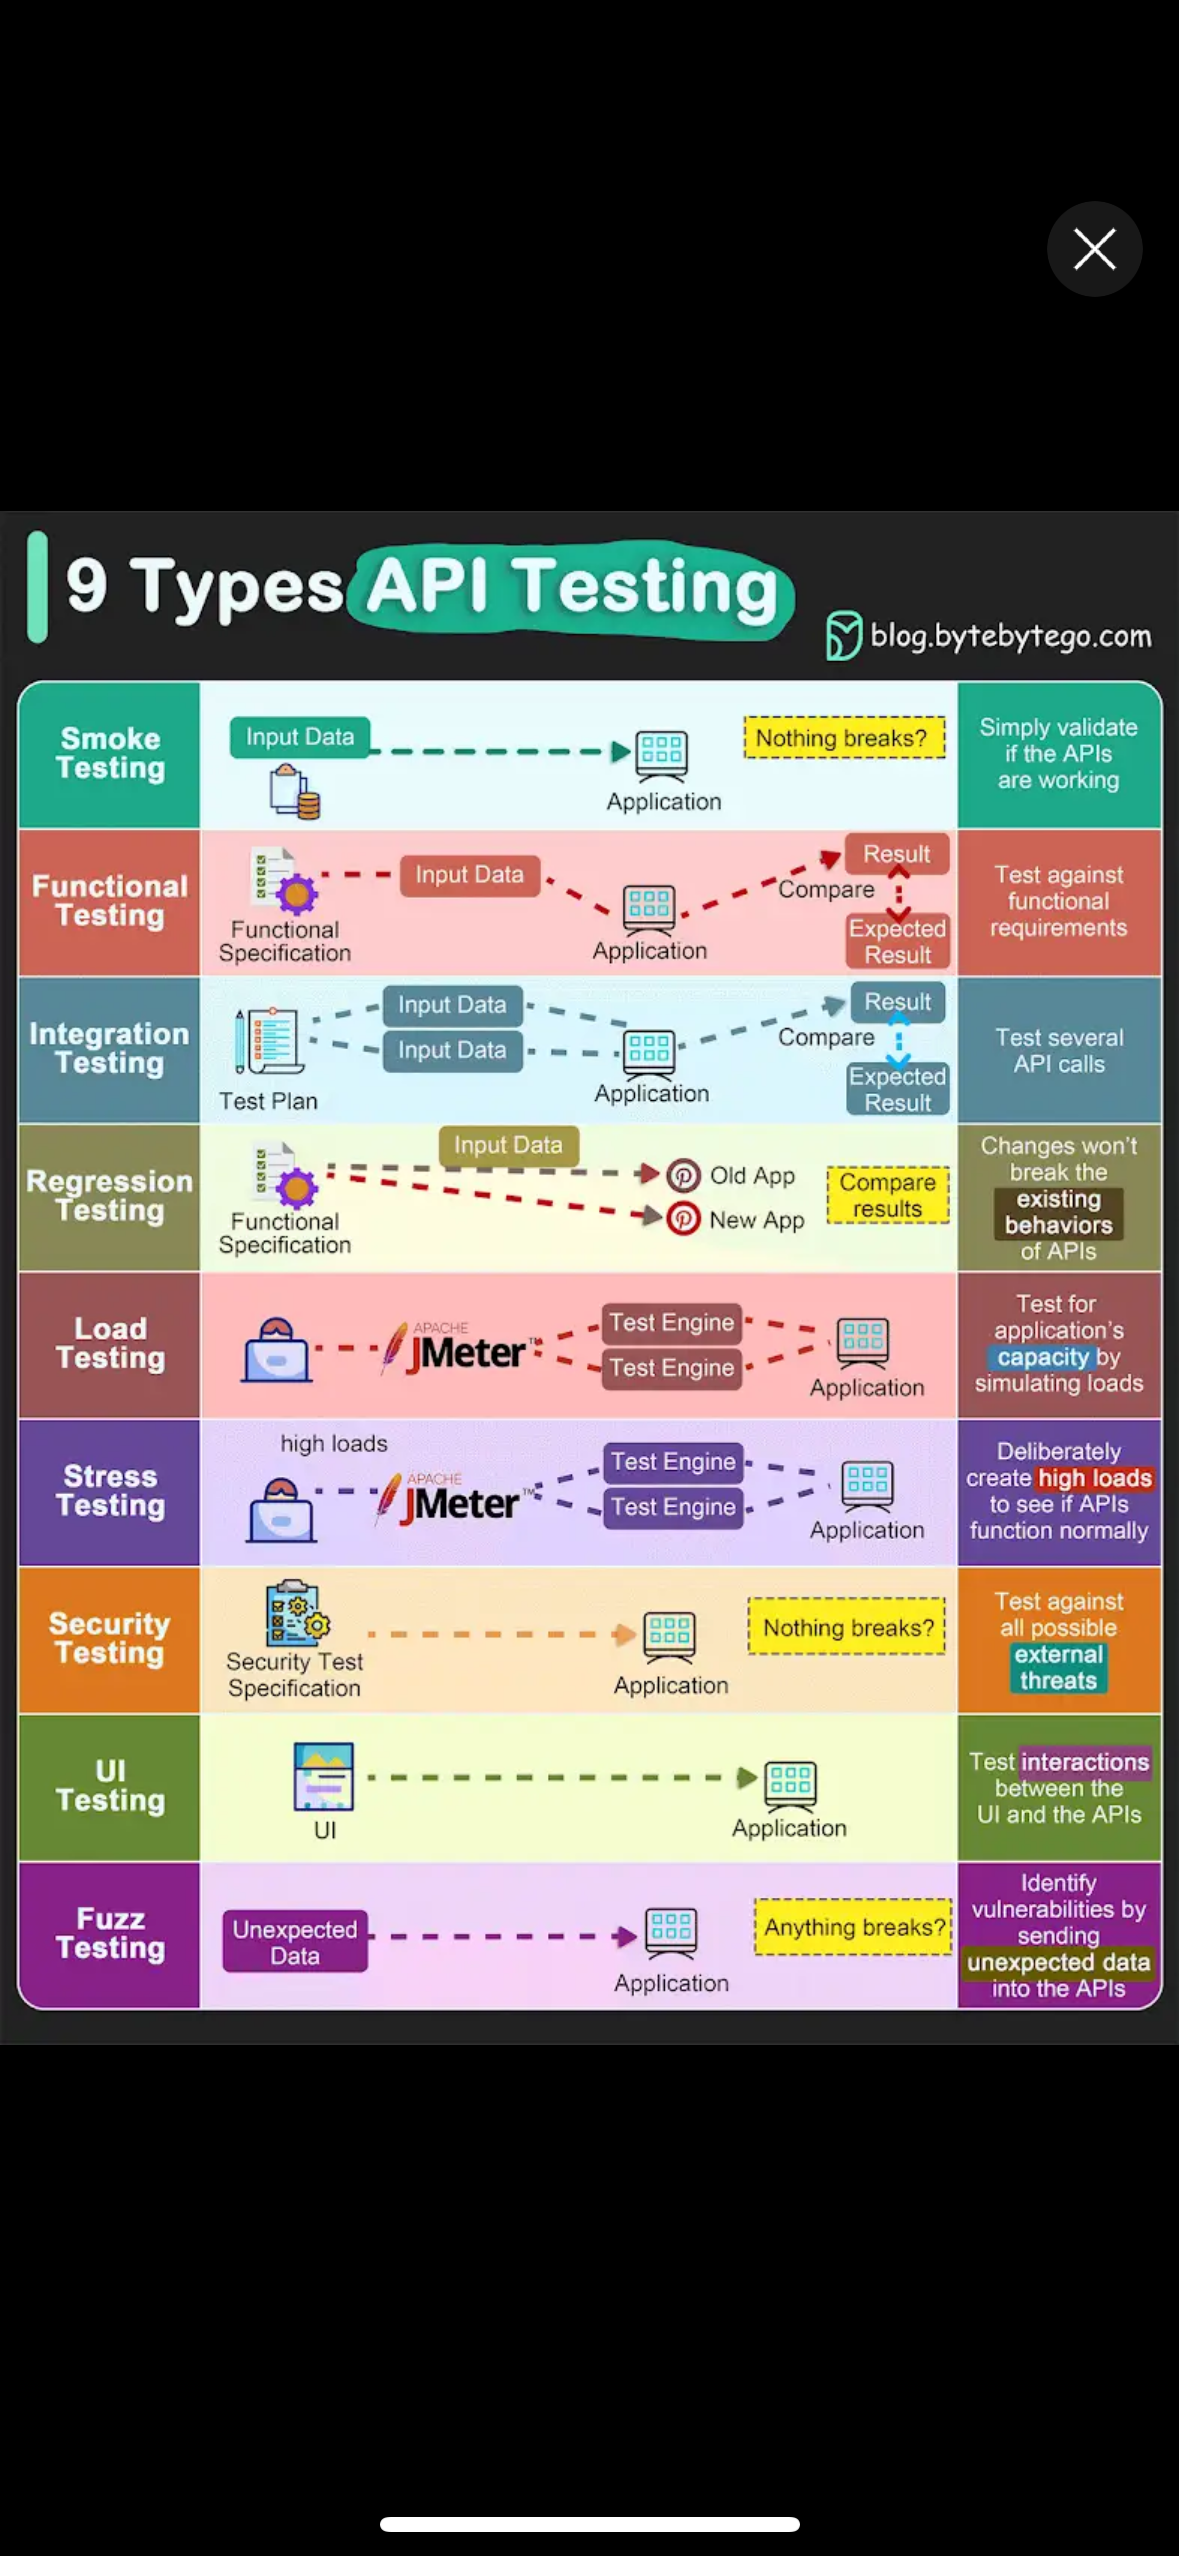 9 Types API Testing
blog.bytebytego.com
Smoke
Testing
Input Data
Application
Nothing breaks?
Simply validate
if the APIs
are working
Functional
Testing
Functional
Specification
Input Data
Application
Compare
Result
Expected
Result
Test against
functional
requirements
Integration
Testing
Test Plan
Input Data
Input Data
Application
Compare
Result
Expected
Result
Test several
API calls
Regression
Testing
Functional
Specification
Input Data
Old App
New App
Compare
results
Changes won't
break the
existing
behaviors
of APIs
Load
Testing
APACHE
JMeter™
Test Engine
Test Engine
Application
Test for
application's
capacity by
simulating loads
Stress
Testing
high loads
APACHE
JMeter™
Test Engine
Test Engine
Application
Deliberately
create high loads
to see if APIs
function normally
Security
Testing
Security Test
Specification
Application
Nothing breaks?
Test against
all possible
external
threats
UI
Testing
UI
Application
Test interactions
between the
UI and the APIs
Fuzz
Testing
Unexpected
Data
Application
Anything breaks?
Identify
vulnerabilities by
sending
unexpected data
into the APIs